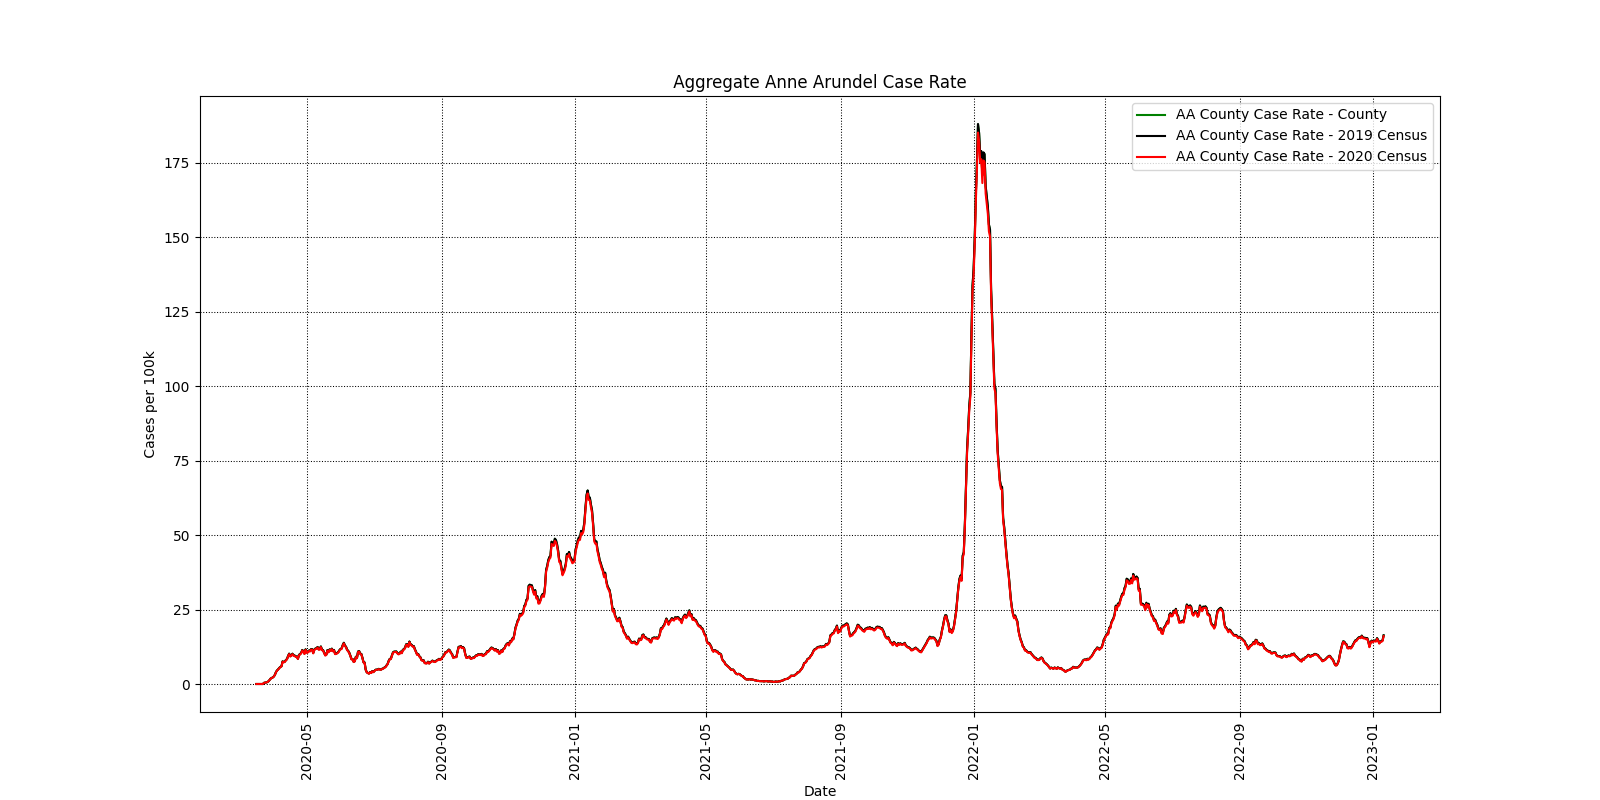 Aggregate Anne Arundel Case Rate
AA County Case Rate - County
AA County Case Rate - 2019 Census
AA County Case Rate - 2020 Census
175
150
125
100
75
50
25
0
Cases per 100k
2020-05
2020-09
2021-01
2021-05
2021-09
2022-01
2022-05
2022-09
2023-01
Date